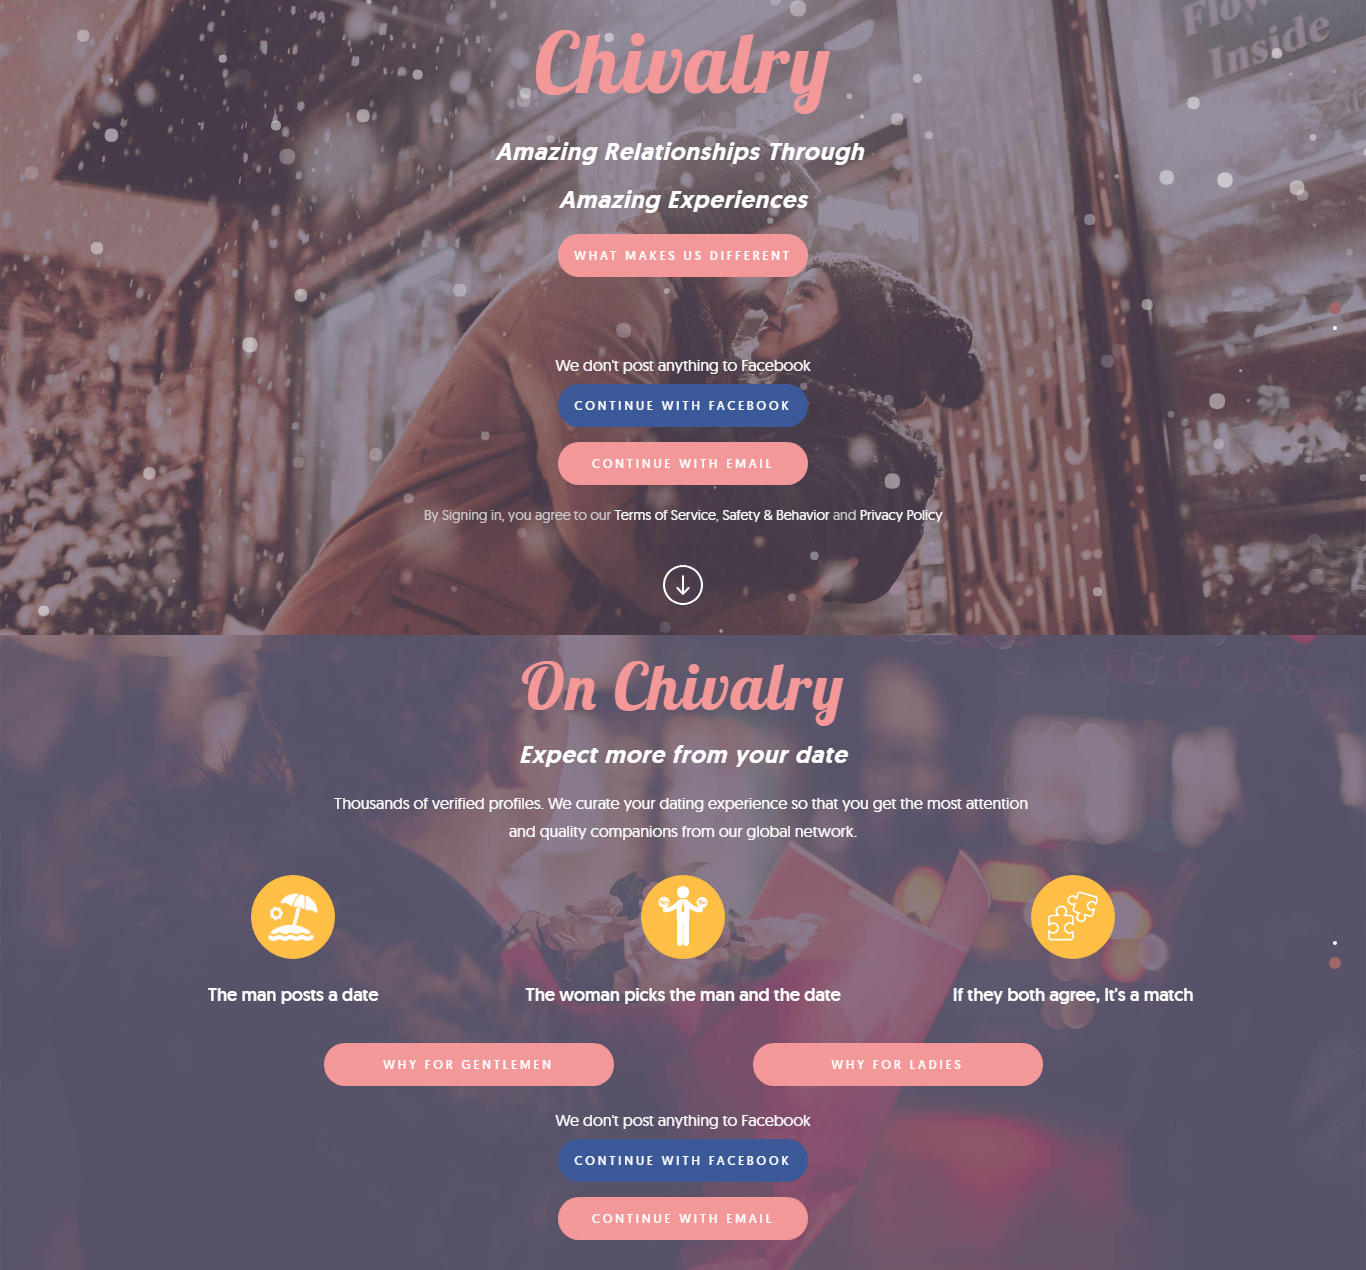 Flow
Inside
Chivalry
Amazing Relationships Through
Amazing Experiences
WHAT MAKES US DIFFERENT
We don't post anything to Facebook
CONTINUE WITH FACEBOOK
CONTINUE WITH EMAIL
By Signing in, you agree to our Terms of Service, Safety & Behavior and Privacy Policy
On Chivalry
Expect more from your date
Thousands of verified profiles. We curate your dating experience so that you get the most attention
and quality companions from our global network.
Yes No
The man posts a date
The woman picks the man and the date
If they both agree, It's a match
WHY FOR GENTLEMEN
WHY FOR LADIES
We don't post anything to Facebook
CONTINUE WITH FACEBOOK
CONTINUE WITH EMAIL